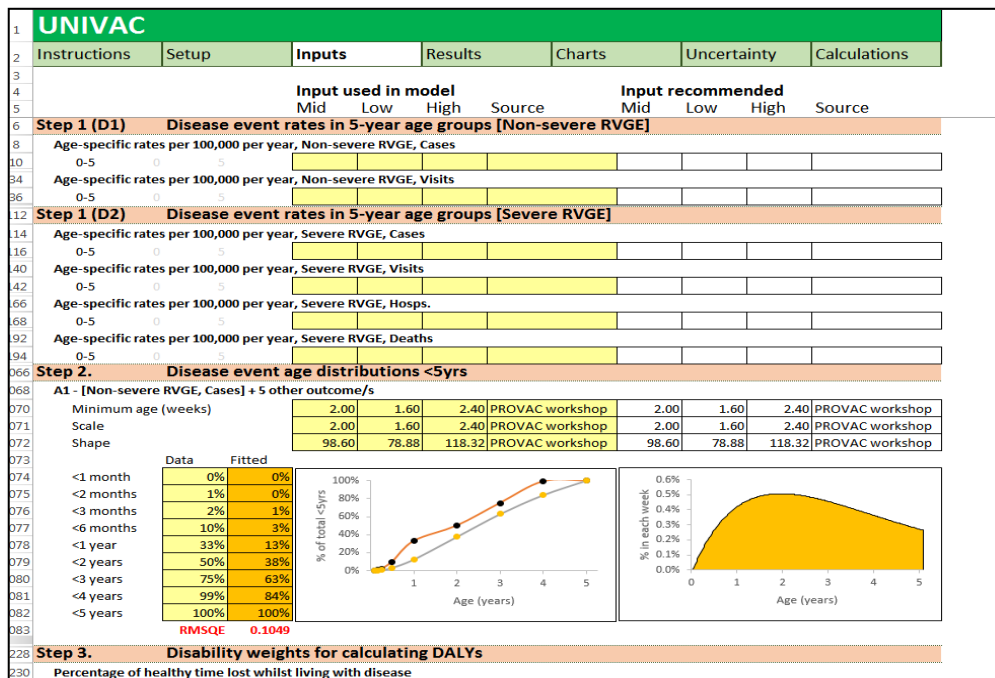 1 UNIVAC
2 Instructions Setup Inputs Results Charts Uncertainty Calculations
3
4 Input used in model Input recommended
5 Mid Low High Source Mid Low High Source
6 Step 1 (D1) Disease event rates in 5-year age groups [Non-severe RVGE]
8 Age-specific rates per 100,000 per year, Non-severe RVGE, Cases
10 0-5 0 5
34 Age-specific rates per 100,000 per year, Non-severe RVGE, Visits
36 0-5 0 5
112 Step 1 (D2) Disease event rates in 5-year age groups [Severe RVGE]
114 Age-specific rates per 100,000 per year, Severe RVGE, Cases
116 0-5 0 5
140 Age-specific rates per 100,000 per year, Severe RVGE, Visits
142 0-5 0 5
166 Age-specific rates per 100,000 per year, Severe RVGE, Hosps.
168 0-5 0 5
192 Age-specific rates per 100,000 per year, Severe RVGE, Deaths
194 0-5 0 5
066 Step 2. Disease event age distributions <5yrs
068 A1 - [Non-severe RVGE, Cases] + 5 other outcome/s
070 Minimum age (weeks) 2.00 1.60 2.40 PROVAC workshop 2.00 1.60 2.40 PROVAC workshop
071 Scale 2.00 1.60 2.40 PROVAC workshop 2.00 1.60 2.40 PROVAC workshop
072 Shape 98.60 78.88 118.32 PROVAC workshop 98.60 78.88 118.32 PROVAC workshop
073 Data Fitted
074 <1 month 0% 0%
075 <2 months 1% 0%
076 <3 months 2% 1%
077 <6 months 10% 3%
078 <1 year 33% 13%
079 <2 years 50% 38%
080 <3 years 75% 63%
081 <4 years 99% 84%
082 <5 years 100% 100%
083 RMSQE 0.1049
% of total <5yrs
100%
80%
60%
40%
20%
0%
1 2 3 4 5
Age (years)
% in each week
0.6%
0.5%
0.4%
0.3%
0.2%
0.1%
0.0%
0 1 2 3 4 5
Age (years)
228 Step 3. Disability weights for calculating DALYs
230 Percentage of healthy time lost whilst living with disease